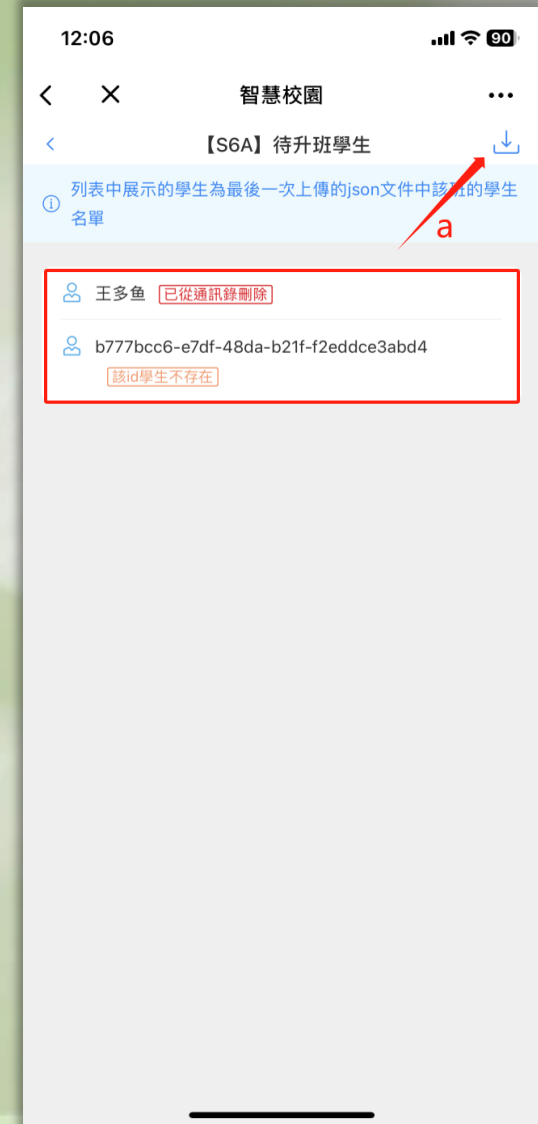 12:06
90
智慧校園
【S6A】待升班學生
列表中展示的學生為最後一次上傳的json文件中該班的學生
名單
a
王多鱼 已從通訊錄刪除
b777bcc6-e7df-48da-b21f-f2eddce3abd4
該id學生不存在